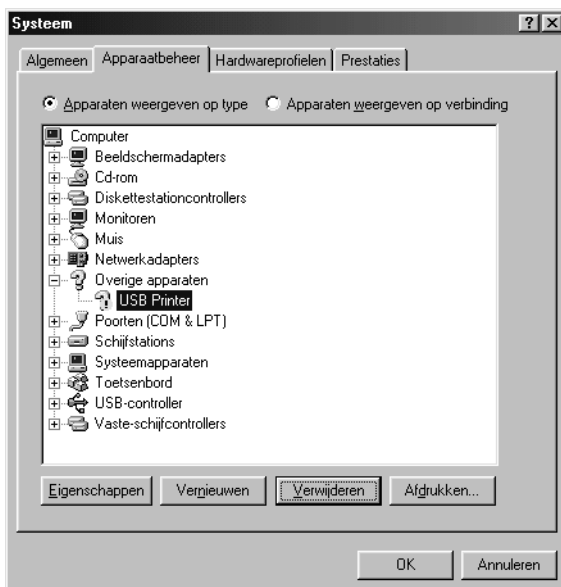 Systeem
Algemeen Apparaatbeheer Hardwareprofielen Prestaties
Apparaten weergeven op type Apparaten weergeven op verbinding
Computer
Beeldschermadapters
Cd-rom
Diskettestationcontrollers
Monitoren
Muis
Netwerkadapters
Overige apparaten
USB Printer
Poorten (COM & LPT)
Schijfstations
Systeemapparaten
Toetsenbord
USB-controller
Vaste-schijfcontrollers
Eigenschappen Vernieuwen Verwijderen Afdrukken...
OK Annuleren